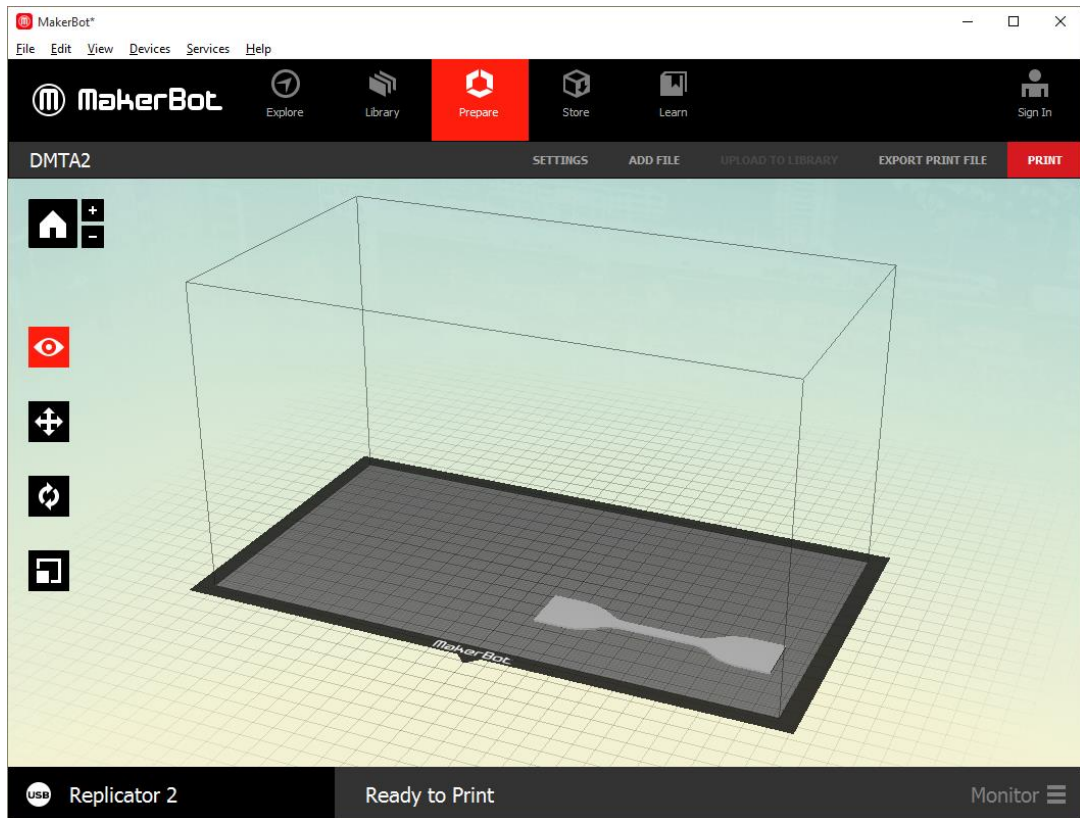 MakerBot*
File Edit View Devices Services Help
MakerBot
Explore Library Prepare Store Learn Sign In
DMTA2 SETTINGS ADD FILE UPLOAD TO LIBRARY EXPORT PRINT FILE PRINT
+
-
MakerBot
USB Replicator 2 Ready to Print Monitor